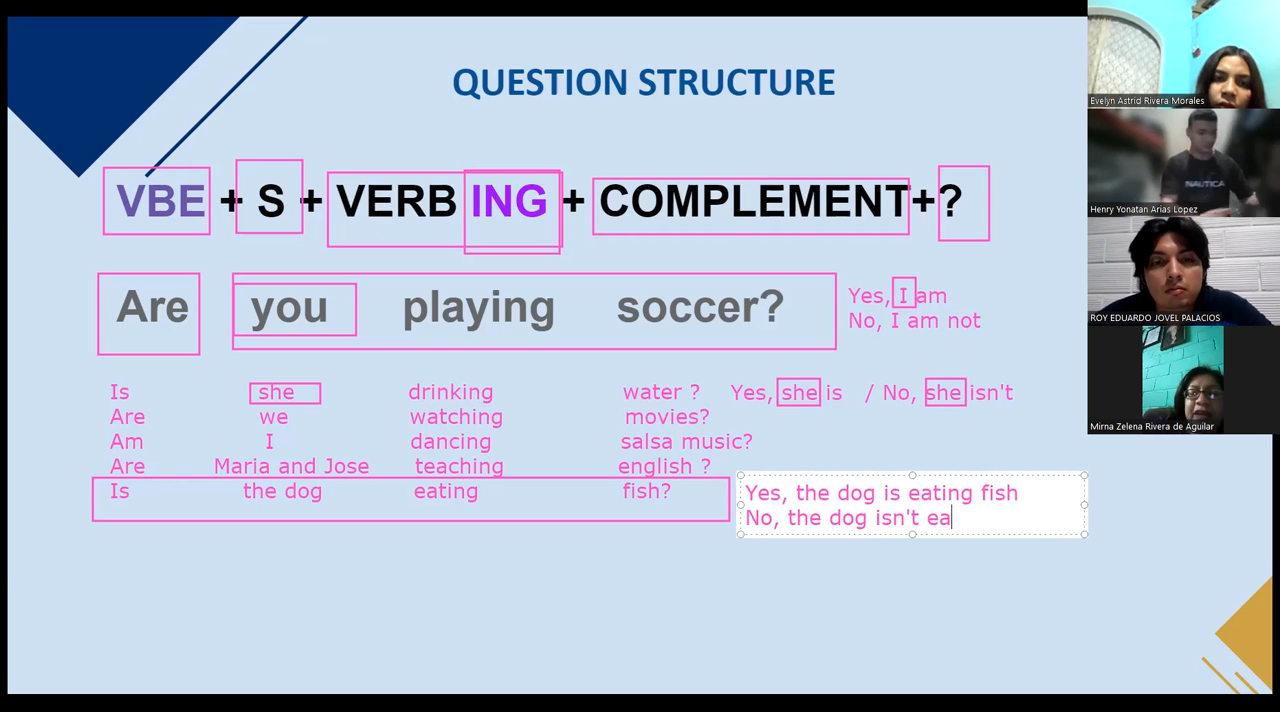 QUESTION STRUCTURE
VBE + S + VERB ING + COMPLEMENT+?
Are you playing soccer?
Yes, I am
No, I am not
Is she drinking water ? Yes, she is / No, she isn't
Are we watching movies?
Am I dancing salsa music?
Are Maria and Jose teaching english ?
Is the dog eating fish?
Yes, the dog is eating fish
No, the dog isn't ea
Evelyn Astrid Rivera Morales
NAUTICA
Henry Yonatan Arias Lopez
ROY EDUARDO JOVEL PALACIOS
Mirna Zelena Rivera de Aguilar